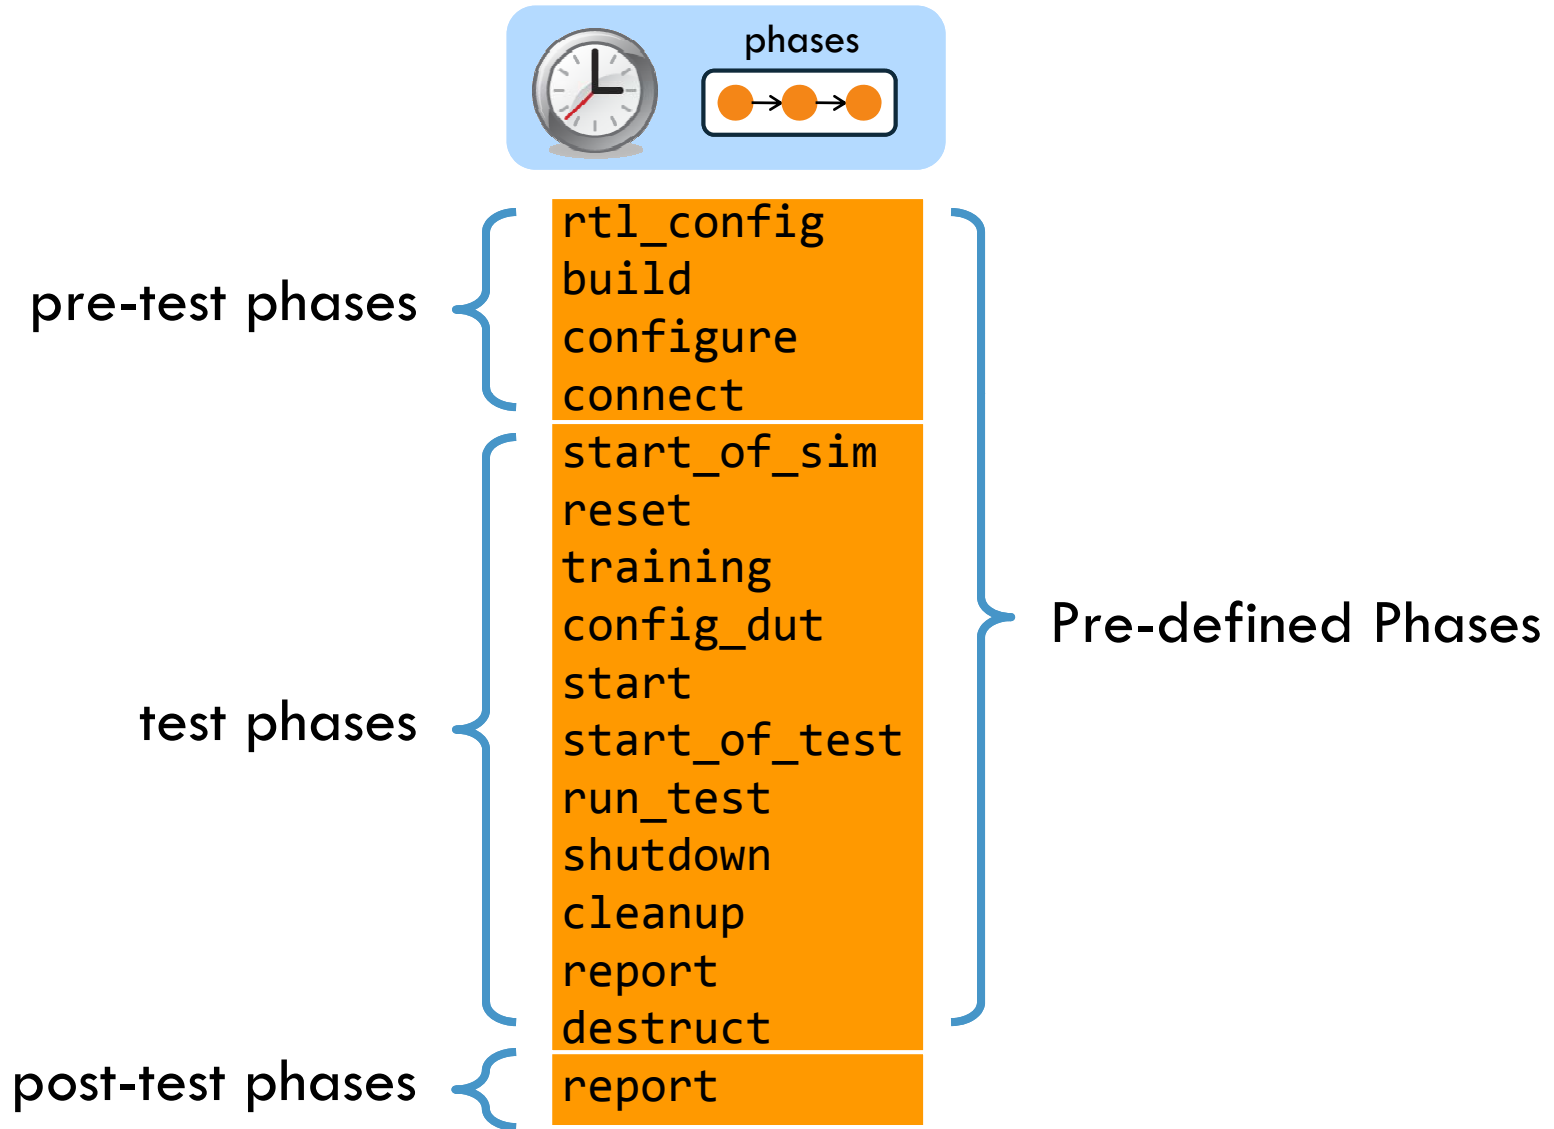 phases
pre-test phases
rtl_config
build
configure
connect
test phases
start_of_sim
reset
training
config_dut
start
start_of_test
run_test
shutdown
cleanup
report
destruct
Pre-defined Phases
post-test phases
report